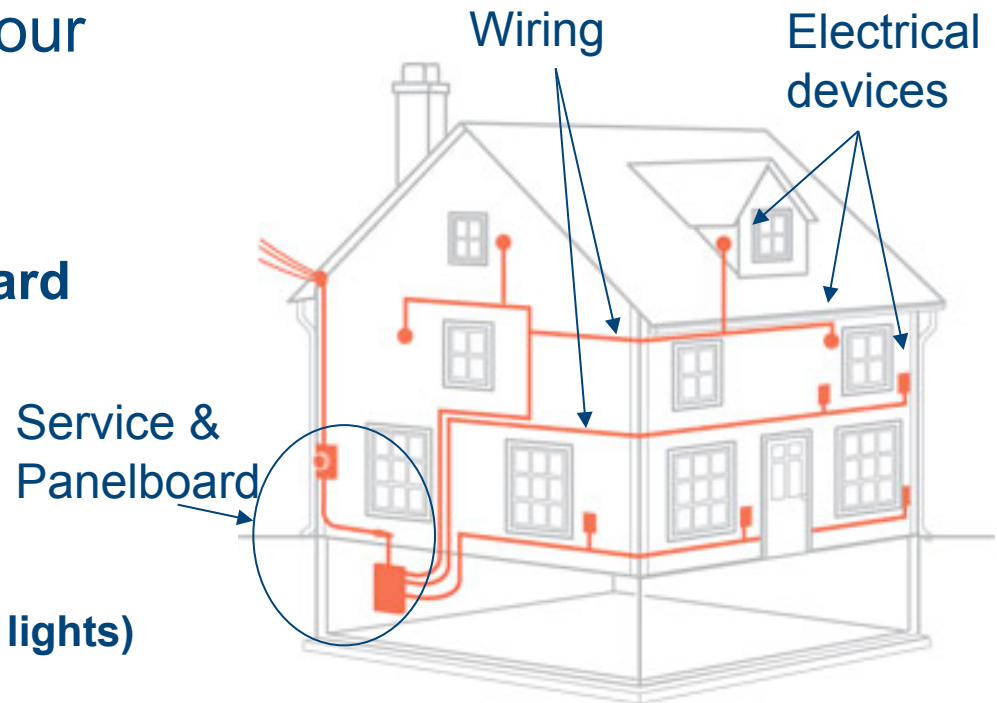 our
Wiring
Electrical
devices
ard
Service &
Panelboard
lights)